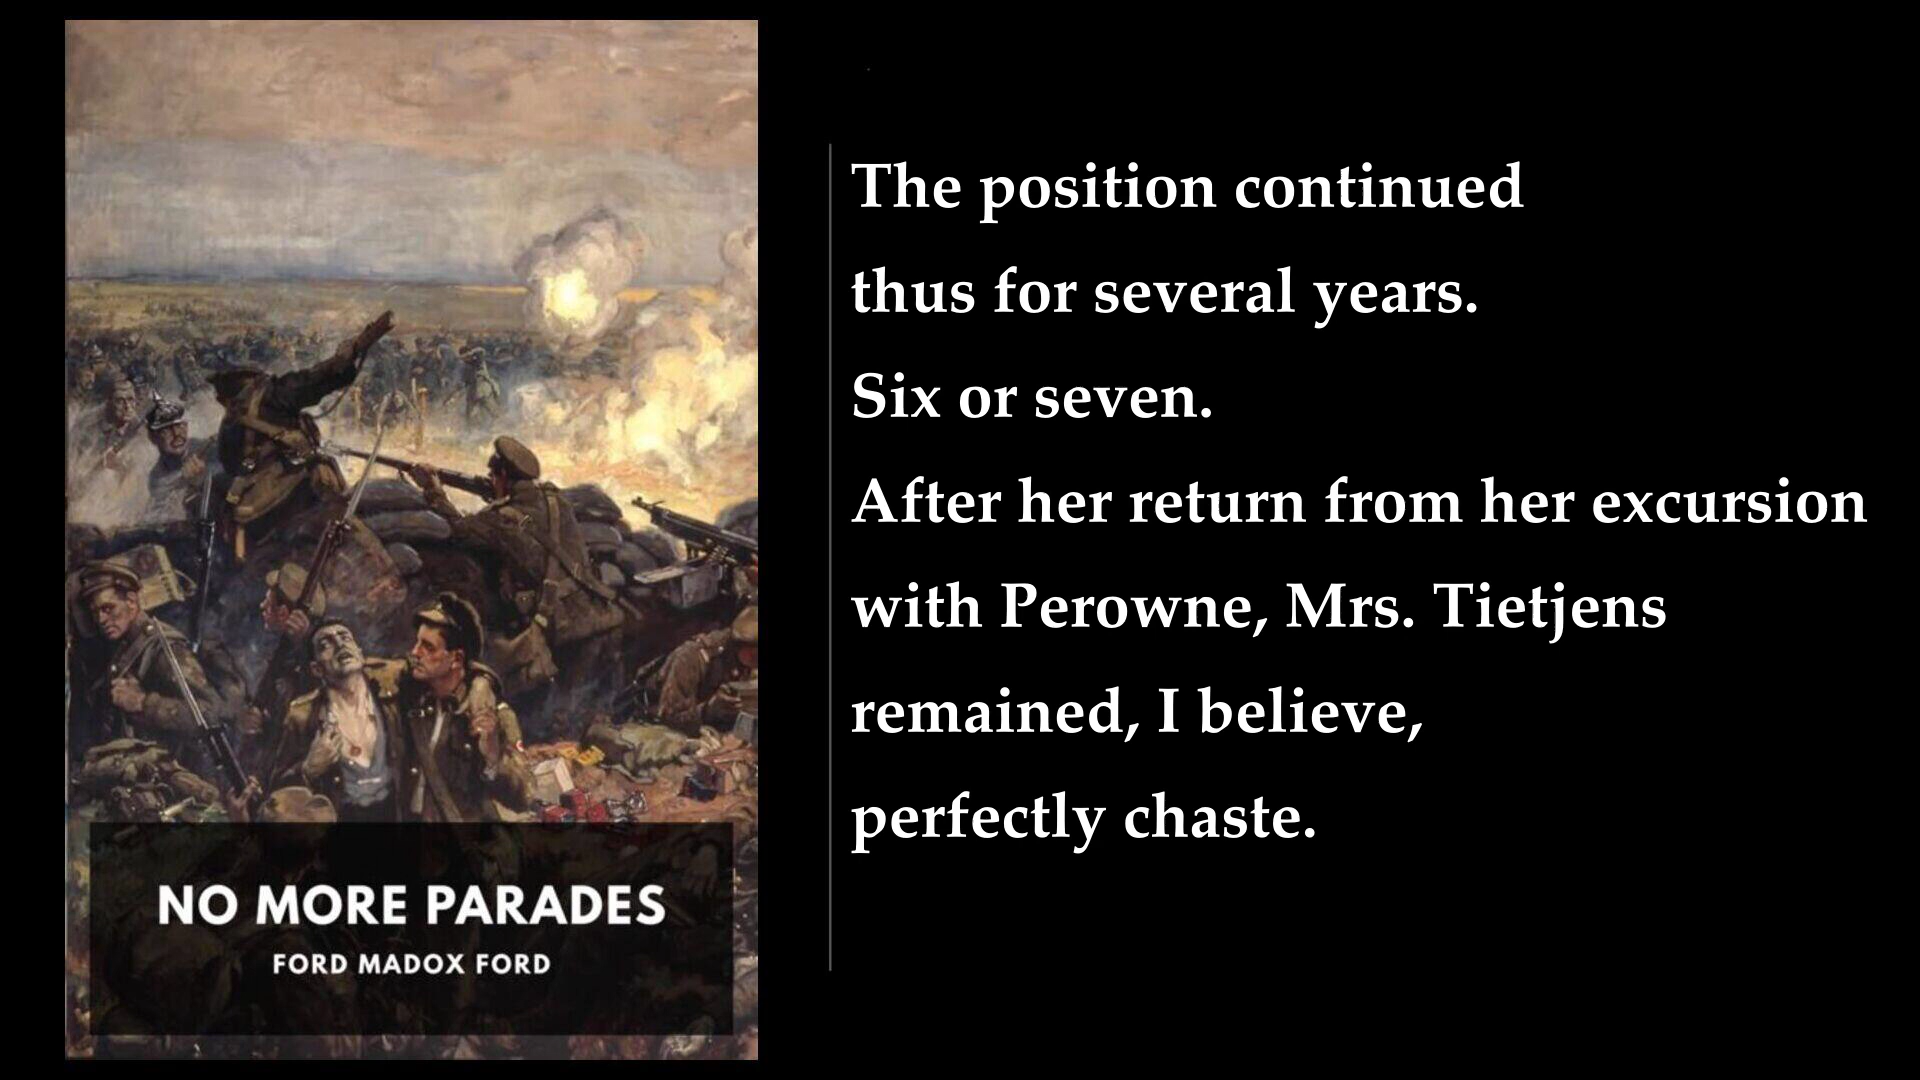 The position continued
thus for several years.
Six or seven.
After her return from her excursion
with Perowne, Mrs. Tietjens
remained, I believe,
perfectly chaste.
NO MORE PARADES
FORD MADOX FORD